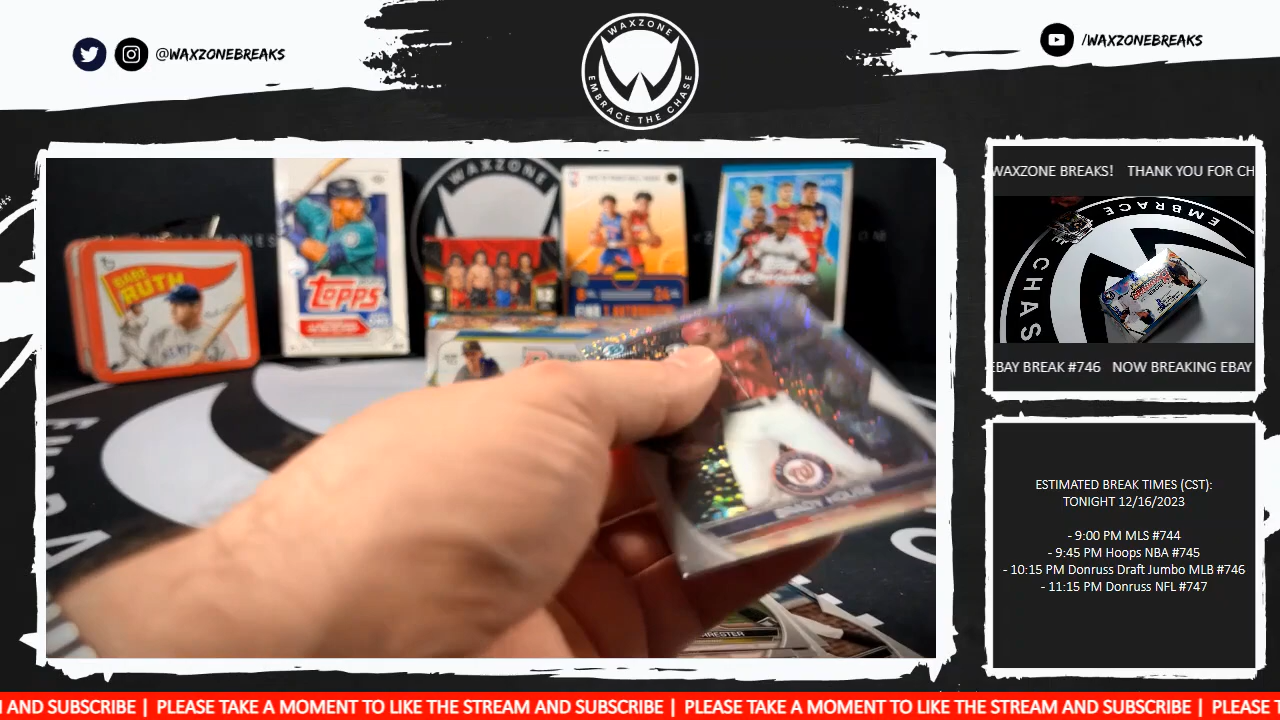 @WAXZONEBREAKS
WAXZONE
EMBRACE THE CHASE
/WAXZONEBREAKS
WAXZONE BREAKS! THANK YOU FOR CH
EMBRACE
CHAS
EBAY BREAK #746 NOW BREAKING EBAY
WAXZONE
BABE
RUTH
TOPPS
ESTIMATED BREAK TIMES (CST):
TONIGHT 12/16/2023
- 9:00 PM MLS #744
- 9:45 PM Hoops NBA #745
- 10:15 PM Donruss Draft Jumbo MLB #746
- 11:15 PM Donruss NFL #747
M AND SUBSCRIBE | PLEASE TAKE A MOMENT TO LIKE THE STREAM AND SUBSCRIBE | PLEASE TAKE A MOMENT TO LIKE THE STREAM AND SUBSCRIBE | PLEASE T